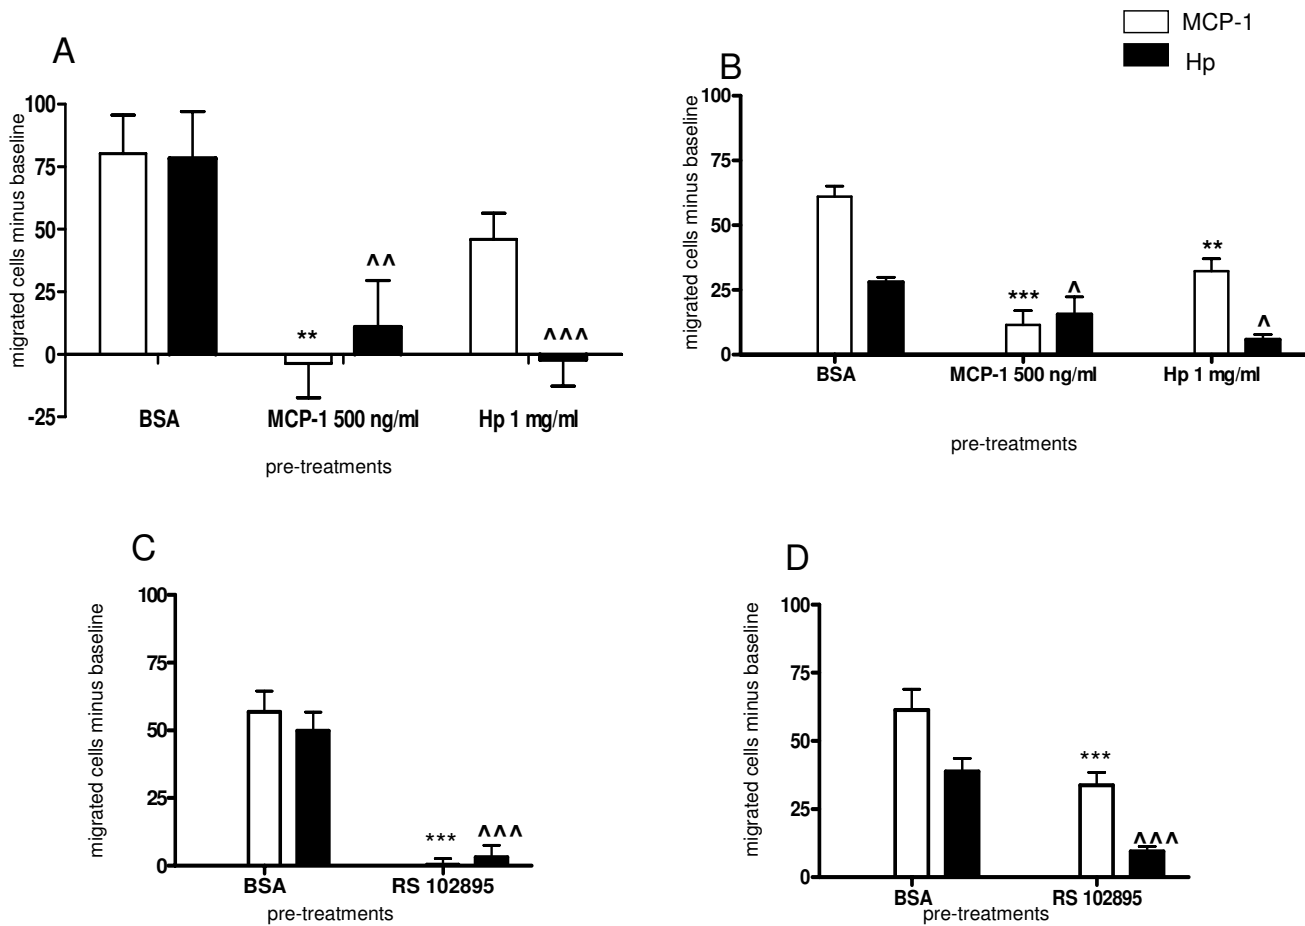 MCP-1
Hp
A
migrated cells minus baseline
100
75
50
25
0
-25
**
^^
^^^
BSA
MCP-1 500 ng/ml
Hp 1 mg/ml
pre-treatments
B
migrated cells minus baseline
100
75
50
25
0
***
^
**
^
BSA
MCP-1 500 ng/ml
Hp 1 mg/ml
pre-treatments
C
migrated cells minus baseline
100
75
50
25
0
***
^^^
BSA
RS 102895
pre-treatments
D
migrated cells minus baseline
100
75
50
25
0
***
^^^
BSA
RS 102895
pre-treatments